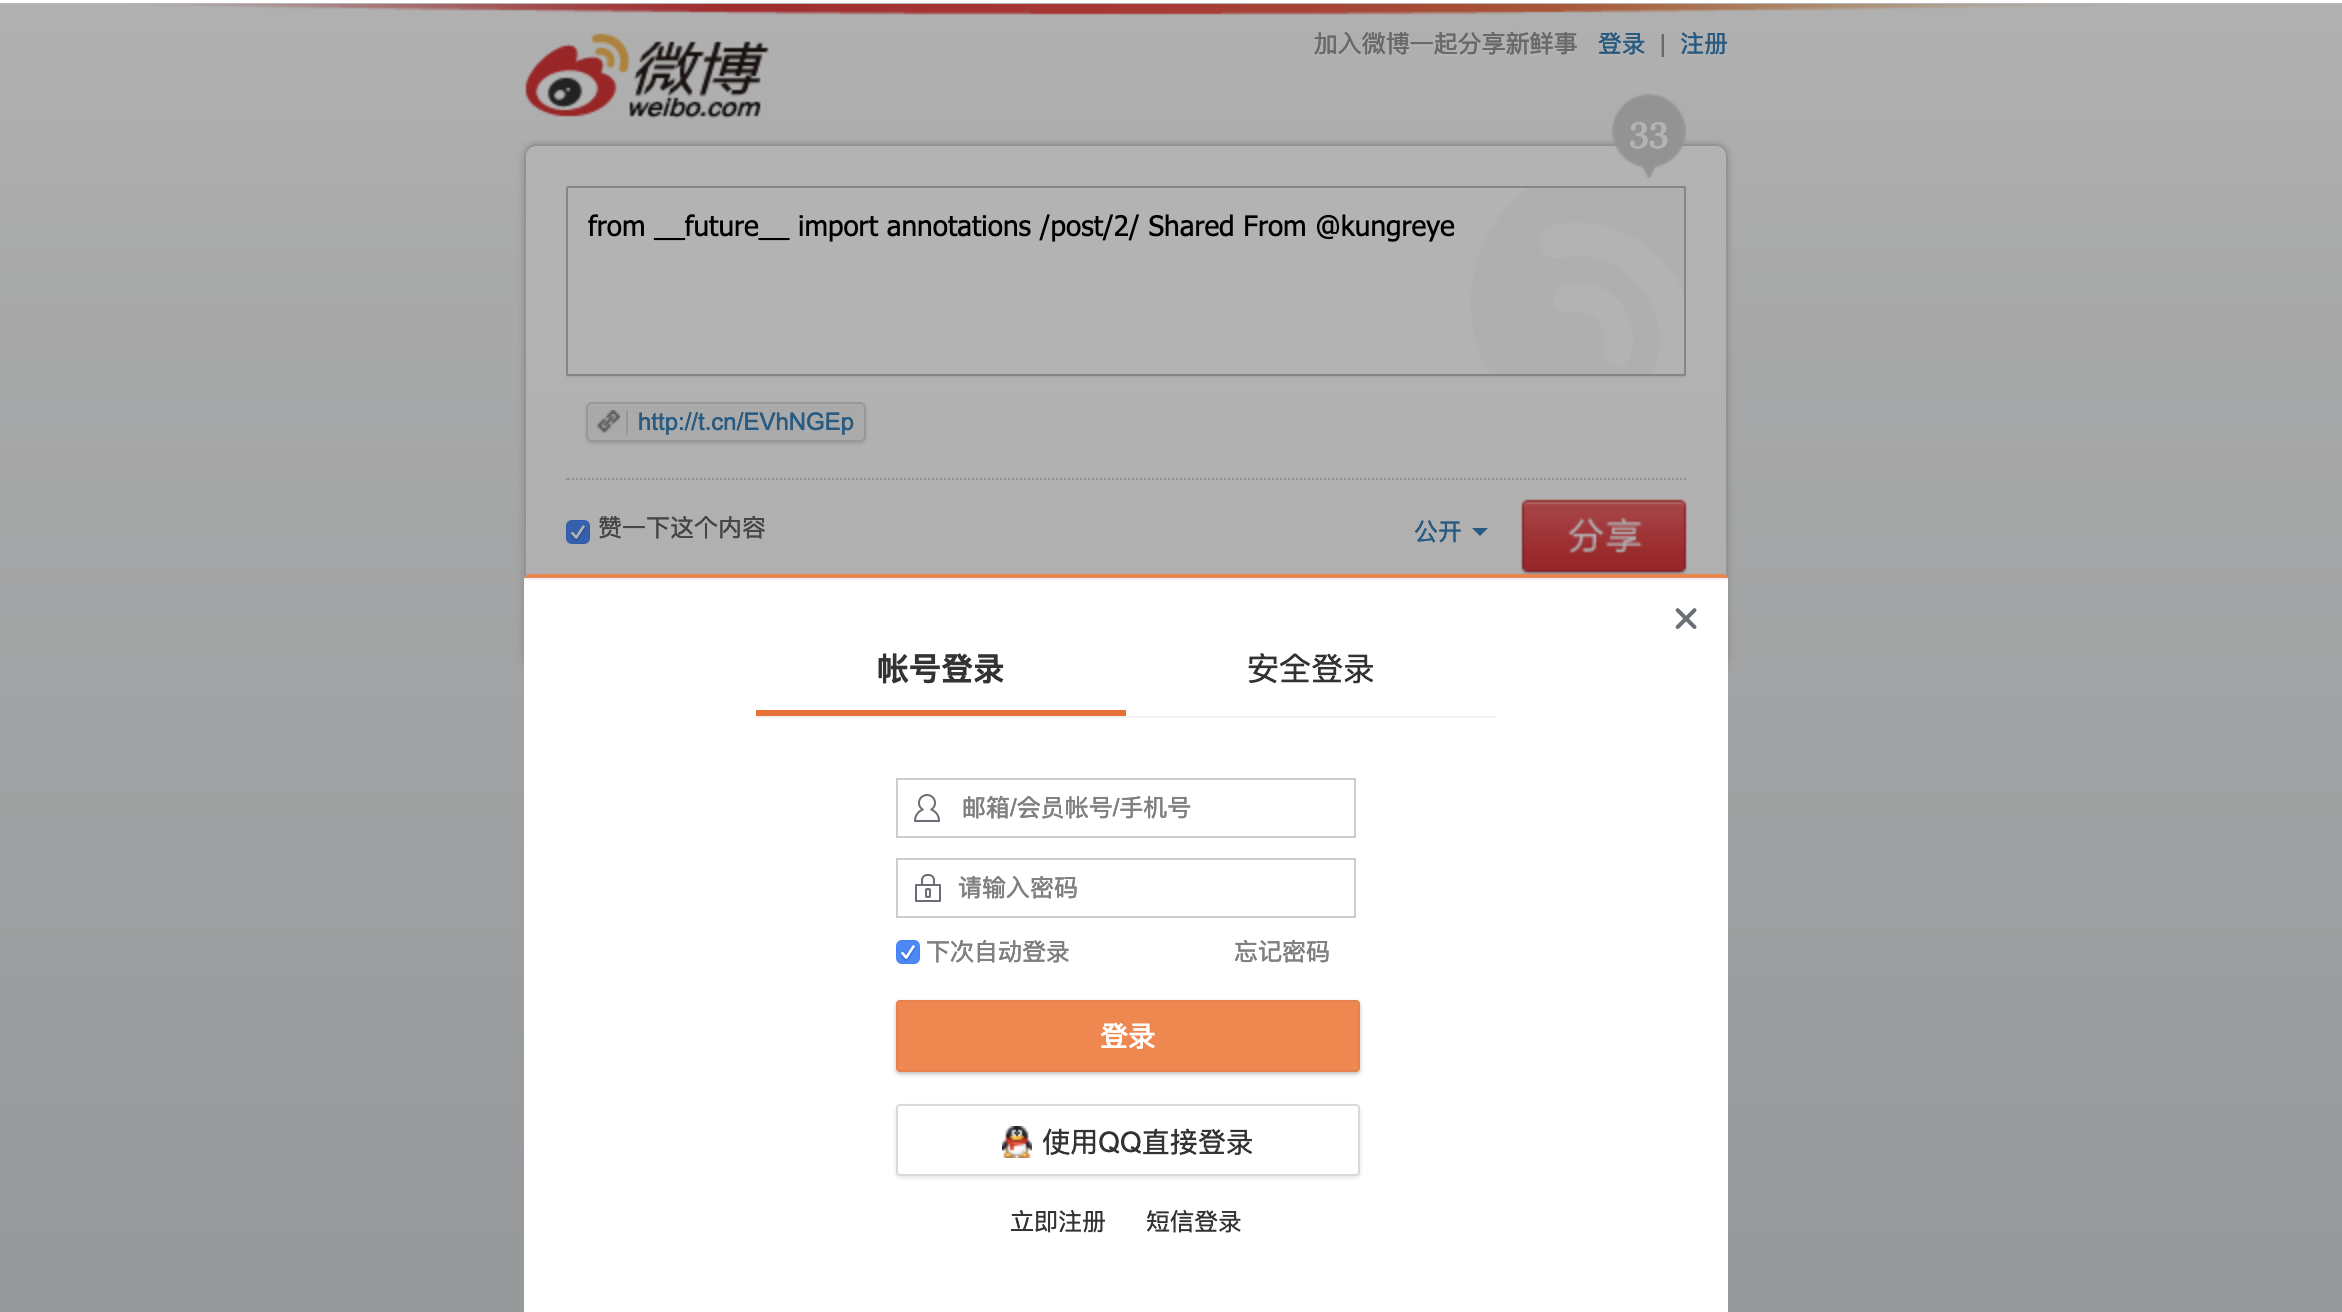 微博
weibo.com
加入微博一起分享新鲜事 登录 | 注册
33
from __future__ import annotations /post/2/ Shared From @kungreye
http://t.cn/EVhNGEp
赞一下这个内容
公开
分享
帐号登录 安全登录
邮箱/会员帐号/手机号
请输入密码
下次自动登录 忘记密码
登录
使用QQ直接登录
立即注册 短信登录